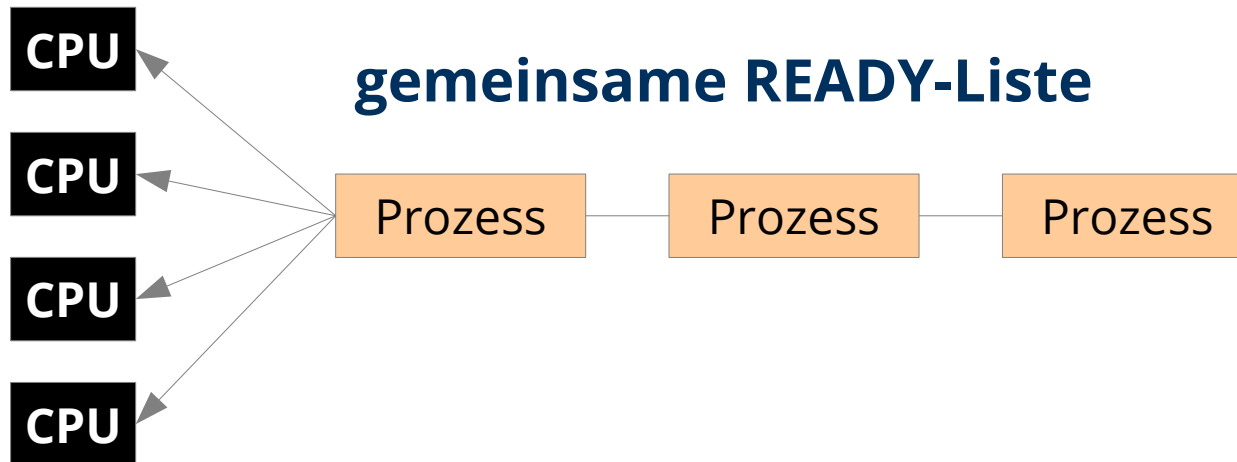 CPU
gemeinsame READY-Liste
CPU
Prozess Prozess Prozess
CPU
CPU